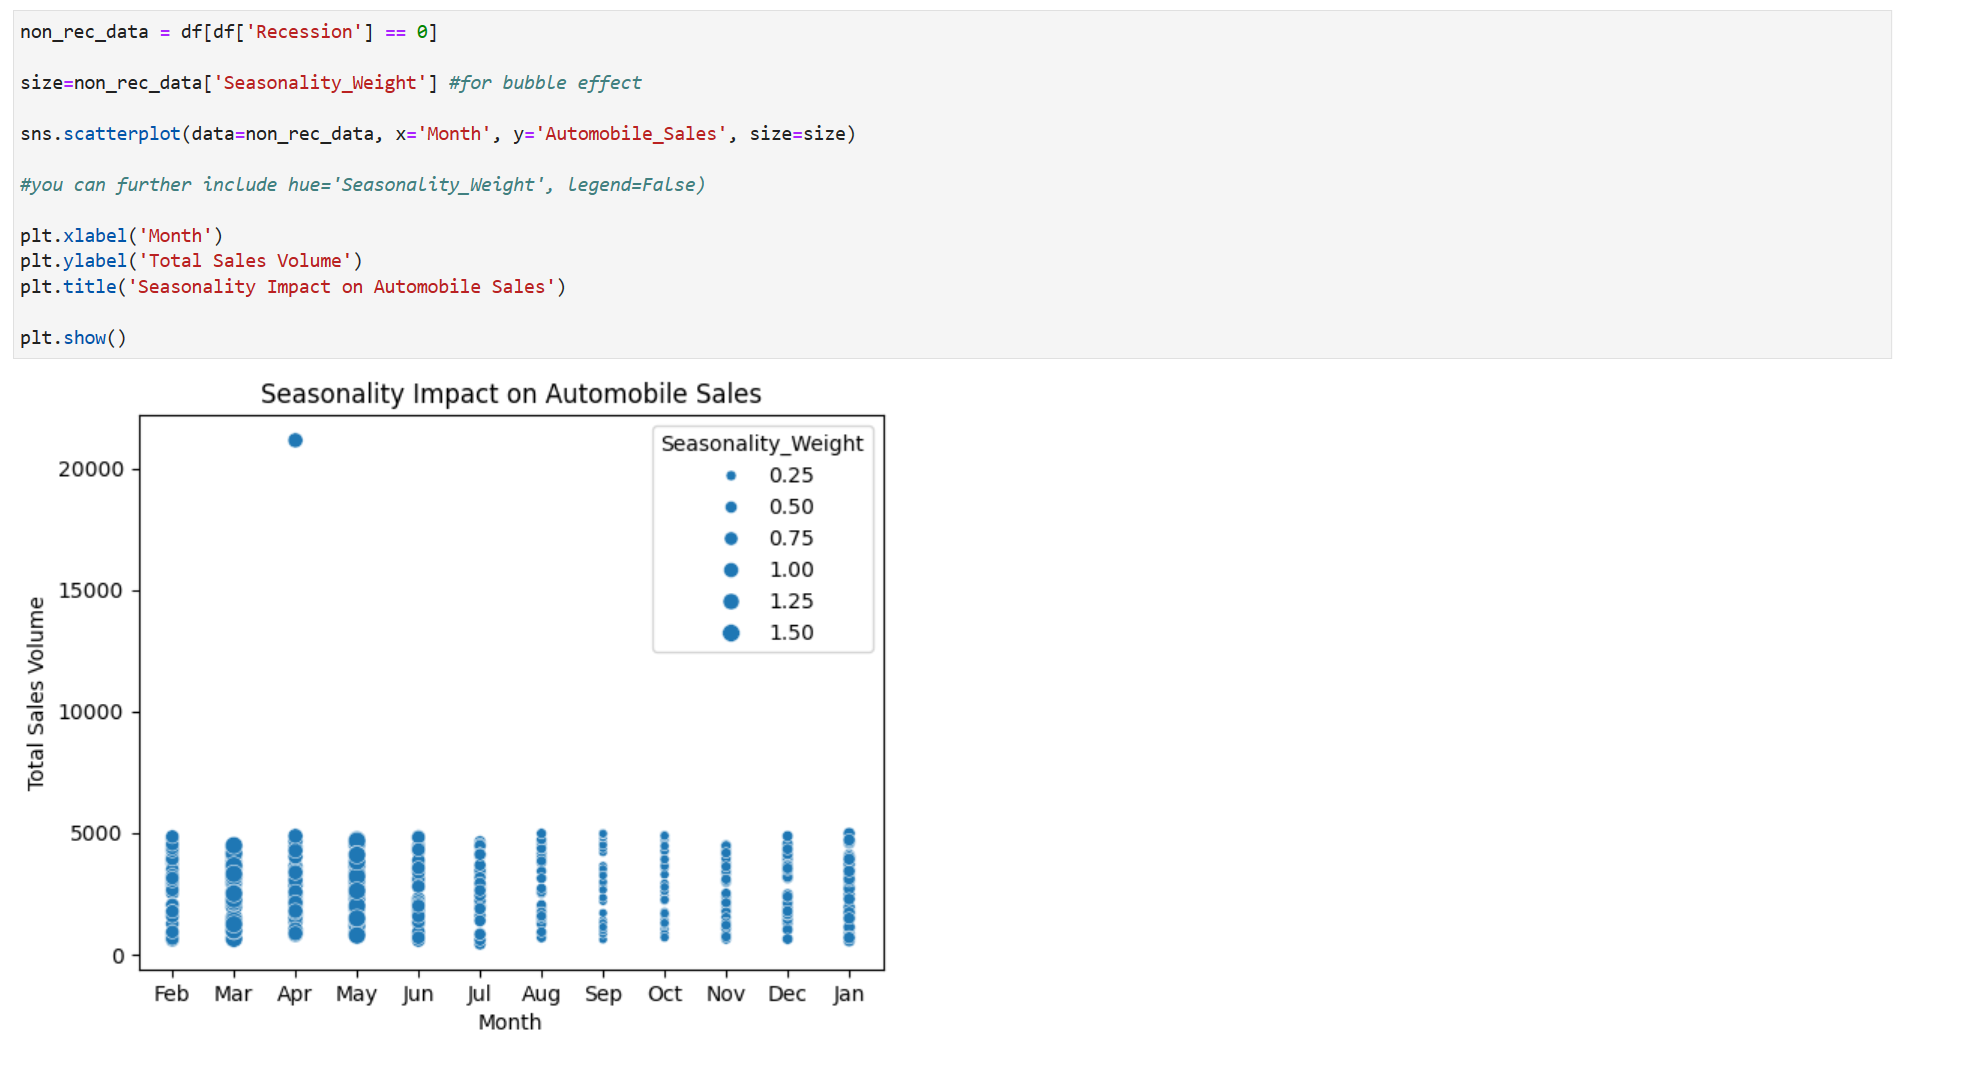 non_rec_data = df[df['Recession'] == 0]
size=non_rec_data['Seasonality_Weight'] #for bubble effect
sns.scatterplot(data=non_rec_data, x='Month', y='Automobile_Sales', size=size)
#you can further include hue='Seasonality_Weight', legend=False)
plt.xlabel('Month')
plt.ylabel('Total Sales Volume')
plt.title('Seasonality Impact on Automobile Sales')
plt.show()
Seasonality Impact on Automobile Sales
Seasonality_Weight
0.25
0.50
0.75
1.00
1.25
1.50
20000
15000
10000
5000
0
Total Sales Volume
Feb Mar Apr May Jun Jul Aug Sep Oct Nov Dec Jan
Month